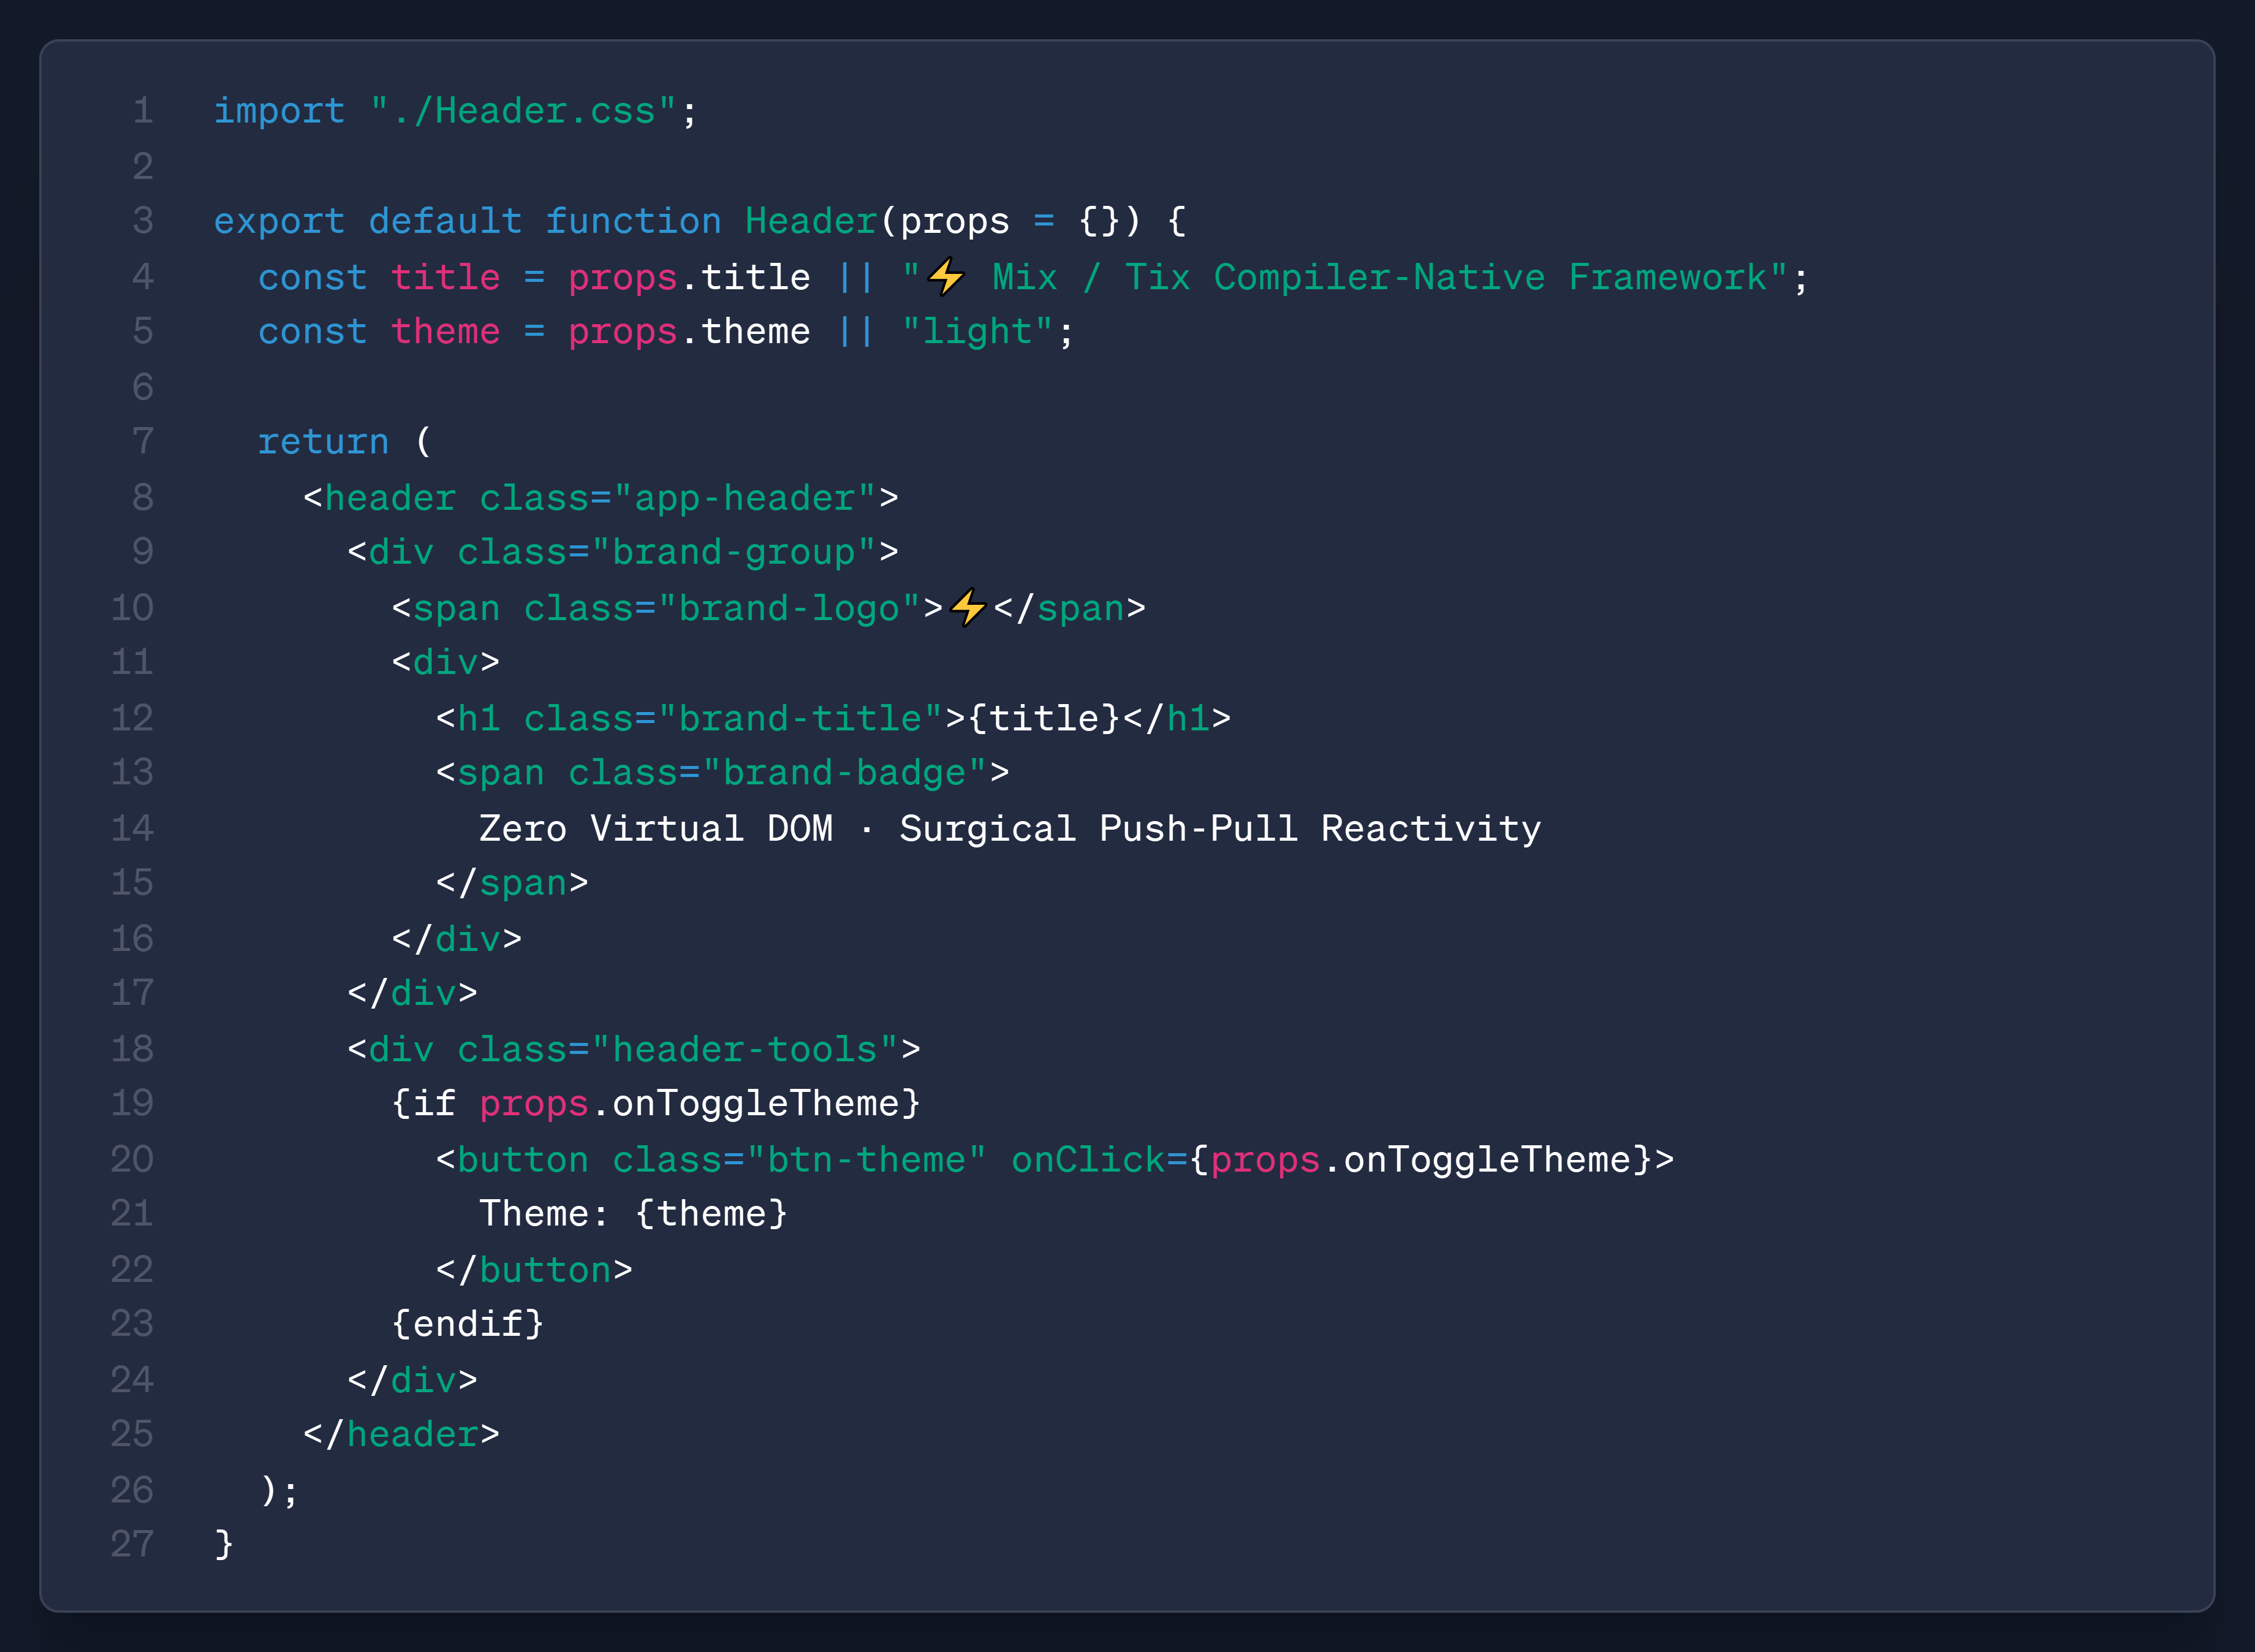 1 import "./Header.css";
2
3 export default function Header(props = {}) {
4   const title = props.title || "⚡ Mix / Tix Compiler-Native Framework";
5   const theme = props.theme || "light";
6
7   return (
8     <header class="app-header">
9       <div class="brand-group">
10         <span class="brand-logo">⚡</span>
11         <div>
12           <h1 class="brand-title">{title}</h1>
13           <span class="brand-badge">
14             Zero Virtual DOM · Surgical Push-Pull Reactivity
15           </span>
16         </div>
17       </div>
18       <div class="header-tools">
19         {if props.onToggleTheme}
20           <button class="btn-theme" onClick={props.onToggleTheme}>
21             Theme: {theme}
22           </button>
23         {endif}
24       </div>
25     </header>
26   );
27 }